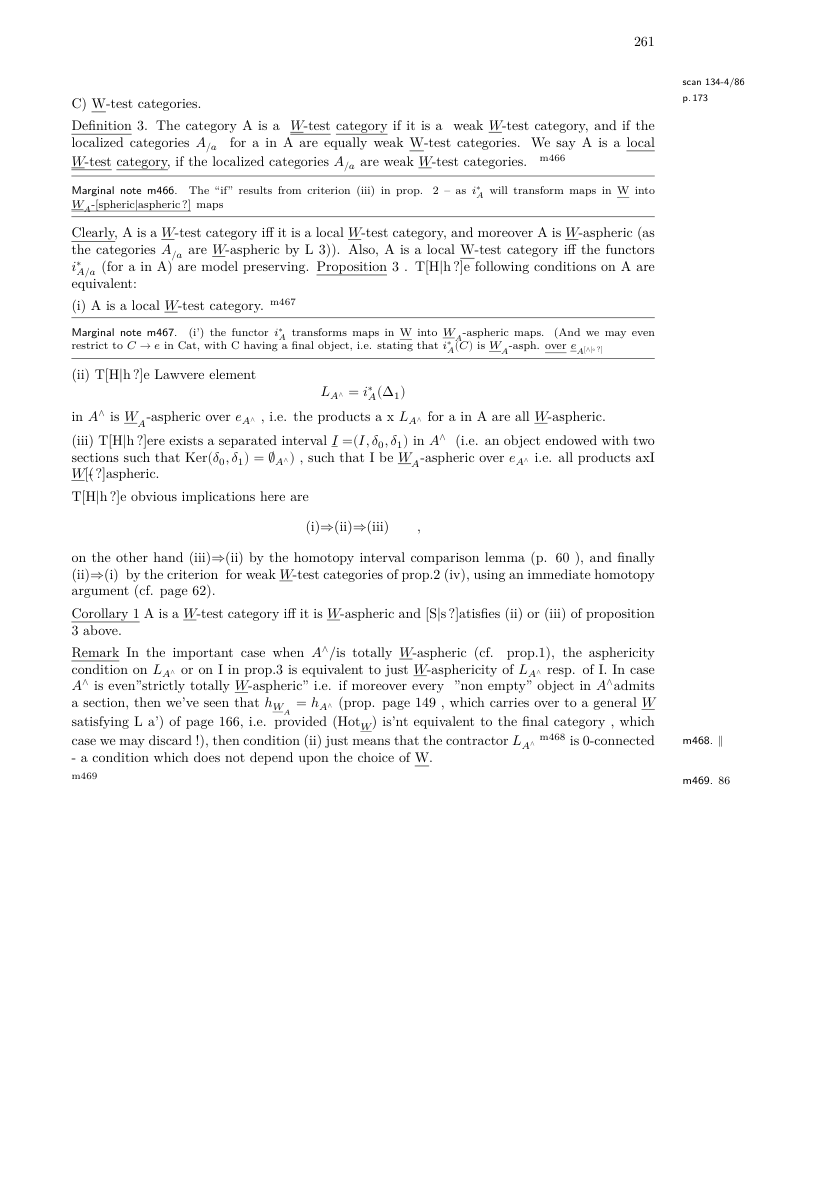 261
scan 134-4/86
p. 173
C) W-test categories.
Definition 3. The category A is a W-test category if it is a weak W-test category, and if the
localized categories A/a for a in A are equally weak W-test categories. We say A is a local
W-test category, if the localized categories A/a are weak W-test categories. m466
Marginal note m466. The “if” results from criterion (iii) in prop. 2 – as i*A will transform maps in W into
WA-[spheric|aspheric ?] maps
Clearly, A is a W-test category iff it is a local W-test category, and moreover A is W-aspheric (as
the categories A/a are W-aspheric by L 3)). Also, A is a local W-test category iff the functors
i*A/a (for a in A) are model preserving. Proposition 3 . T[H|h ?]e following conditions on A are
equivalent:
(i) A is a local W-test category. m467
Marginal note m467. (i’) the functor i*A transforms maps in W into WA-aspheric maps. (And we may even
restrict to C → e in Cat, with C having a final object, i.e. stating that i*A(C) is WA-asph. over eA[∧|◦ ?]
(ii) T[H|h ?]e Lawvere element
LA∧ = i*A(Δ1)
in A∧ is WA-aspheric over eA∧ , i.e. the products a x LA∧ for a in A are all W-aspheric.
(iii) T[H|h ?]ere exists a separated interval I =(I, δ0, δ1) in A∧ (i.e. an object endowed with two
sections such that Ker(δ0, δ1) = ∅A∧) , such that I be WA-aspheric over eA∧ i.e. all products axI
W[(-?]aspheric.
T[H|h ?]e obvious implications here are
(i)⇒(ii)⇒(iii) ,
on the other hand (iii)⇒(ii) by the homotopy interval comparison lemma (p. 60 ), and finally
(ii)⇒(i) by the criterion for weak W-test categories of prop.2 (iv), using an immediate homotopy
argument (cf. page 62).
Corollary 1 A is a W-test category iff it is W-aspheric and [S|s ?]atisfies (ii) or (iii) of proposition
3 above.
Remark In the important case when A∧/is totally W-aspheric (cf. prop.1), the asphericity
condition on LA∧ or on I in prop.3 is equivalent to just W-asphericity of LA∧ resp. of I. In case
A∧ is even”strictly totally W-aspheric” i.e. if moreover every ”non empty” object in A∧admits
a section, then we’ve seen that hWA = hA∧ (prop. page 149 , which carries over to a general W
satisfying L a’) of page 166, i.e. provided (HotW) is’nt equivalent to the final category , which
case we may discard !), then condition (ii) just means that the contractor LA∧ m468 is 0-connected
- a condition which does not depend upon the choice of W.
m468. ∥
m469
m469. 86